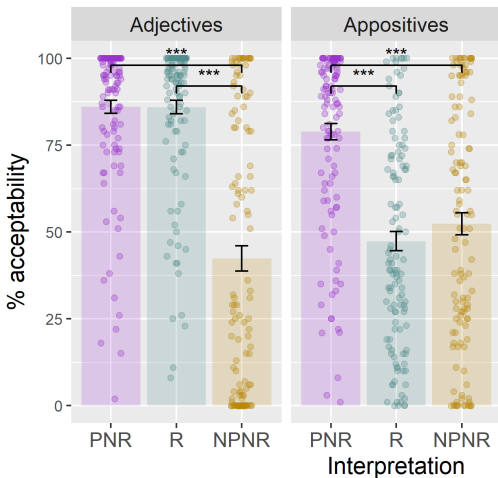 Adjectives Appositives
*** ***
*** ***
100
75
50
25
0
% acceptability
PNR R NPNR PNR R NPNR
Interpretation